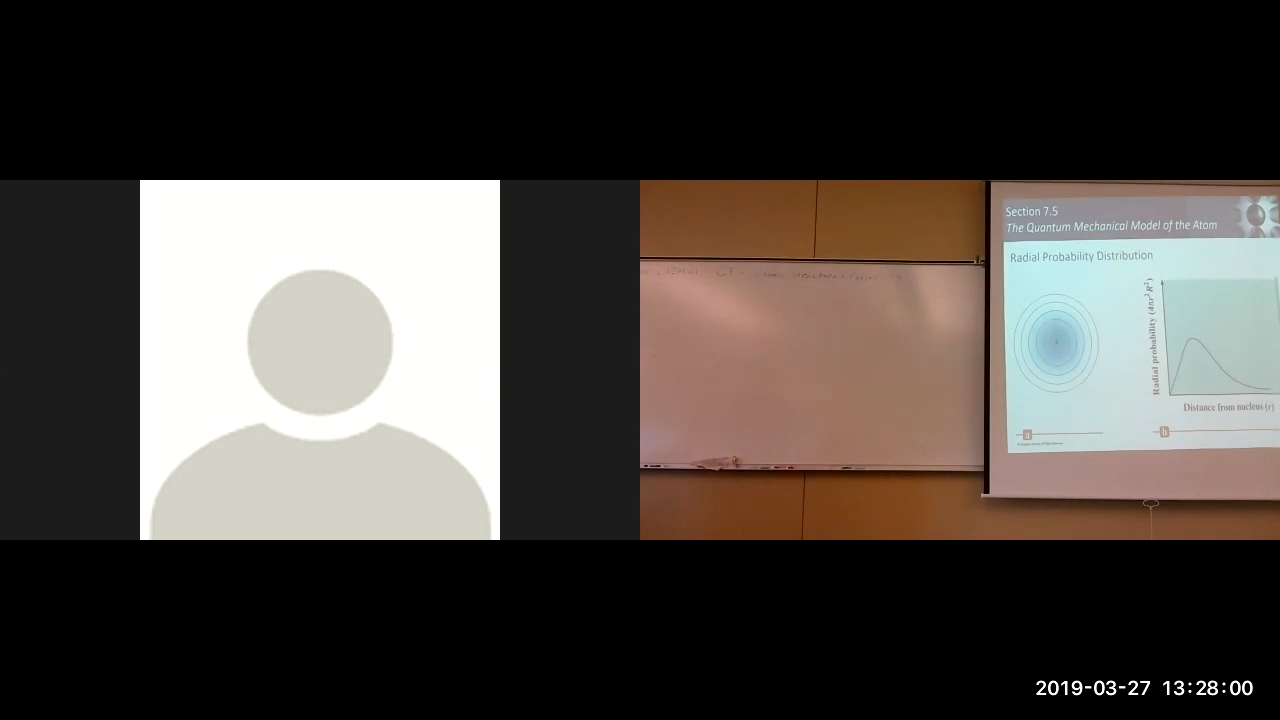 Section 7.5
The Quantum Mechanical Model of the Atom
Radial Probability Distribution
Radial probability (4πr²R²)
Distance from nucleus (r)
a
b
2019-03-27 13:28:00